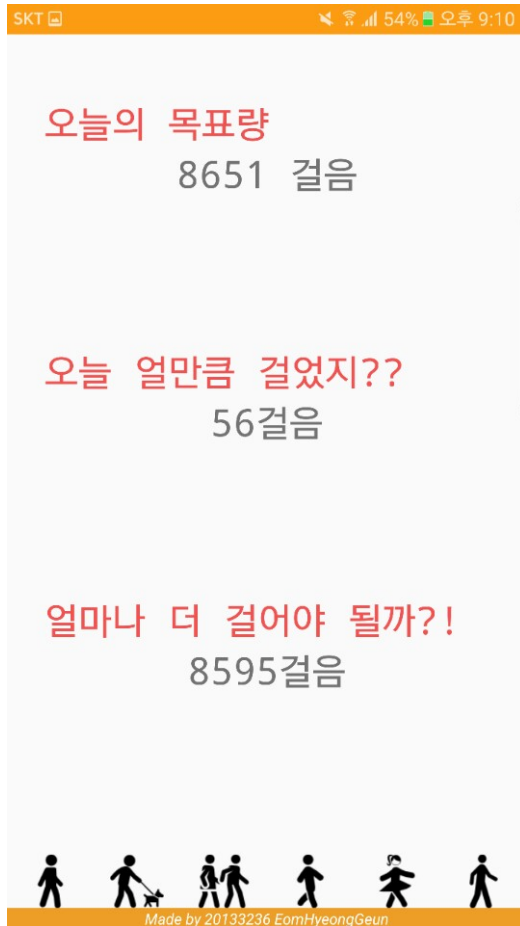 SKT 54% 오후 9:10
오늘의 목표량
8651 걸음
오늘 얼만큼 걸었지??
56걸음
얼마나 더 걸어야 될까?!
8595걸음
Made by 20133236 EomHyeongGeun